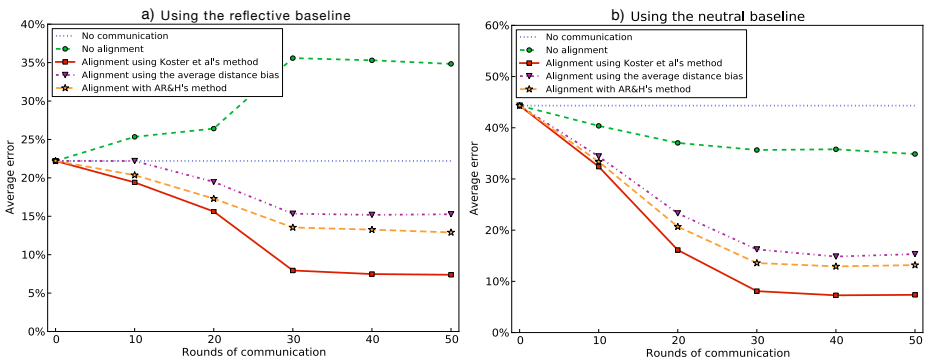 a) Using the reflective baseline
40%
35%
30%
25%
20%
15%
10%
5%
0%
Average error
No communication
No alignment
Alignment using Koster et al's method
Alignment using the average distance bias
Alignment with AR&H's method
0 10 20 30 40 50
Rounds of communication
b) Using the neutral baseline
60%
50%
40%
30%
20%
10%
0%
Average error
No communication
No alignment
Alignment using Koster et al's method
Alignment using the average distance bias
Alignment with AR&H's method
0 10 20 30 40 50
Rounds of communication